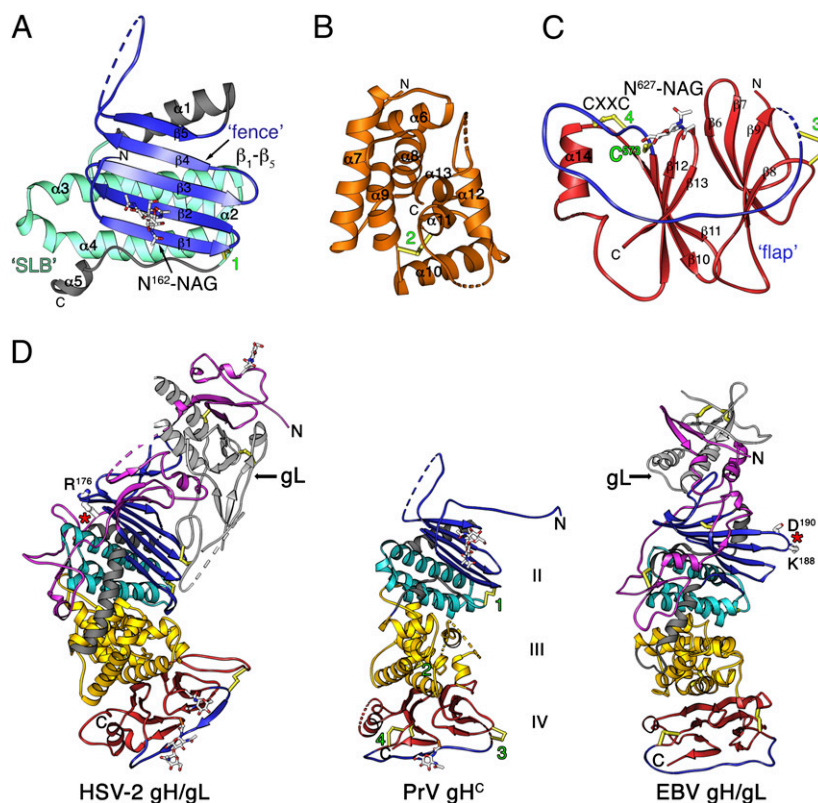 A
α1
β5
'fence'
N
β4
β1-β5
α3
β3
β2
α2
α4
β1
'SLB'
1
α5
N162-NAG
C
B
N
α6
α7
α8
α13
α9
α12
C
α11
2
α10
C
N627-NAG
N
CXXC
4
β7
3
β6
β9
α14
β12
β8
β13
β11
C
β10
'flap'
D
N
gL
R176
*
C
HSV-2 gH/gL
N
II
1
III
2
IV
4
C
3
PrV gHC
N
gL
D190
*
K188
C
EBV gH/gL